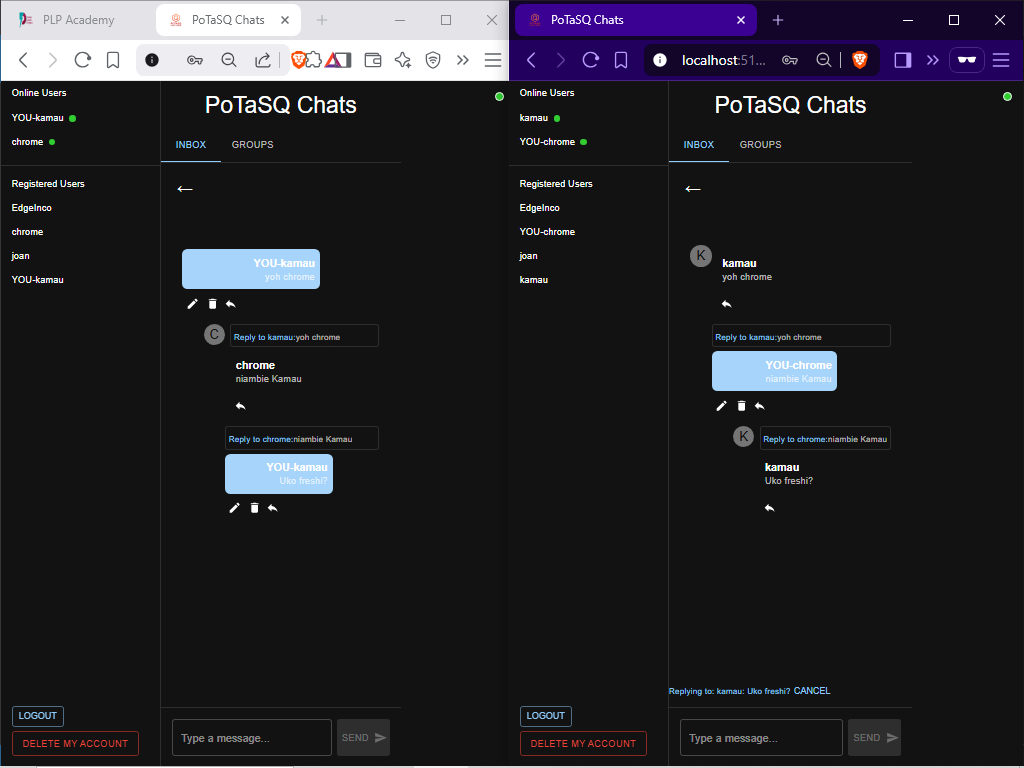 PLP Academy
PoTaSQ Chats
Online Users
YOU-kamau
chrome
Registered Users
EdgeInco
chrome
joan
YOU-kamau
LOGOUT
DELETE MY ACCOUNT
PoTaSQ Chats
INBOX GROUPS
YOU-kamau
yoh chrome
C
Reply to kamau:yoh chrome
chrome
niambie Kamau
Reply to chrome:niambie Kamau
YOU-kamau
Uko freshi?
Type a message...
SEND
PoTaSQ Chats
localhost:51...
Online Users
kamau
YOU-chrome
Registered Users
EdgeInco
YOU-chrome
joan
kamau
LOGOUT
DELETE MY ACCOUNT
PoTaSQ Chats
INBOX GROUPS
K
kamau
yoh chrome
Reply to kamau:yoh chrome
YOU-chrome
niambie Kamau
K
Reply to chrome:niambie Kamau
kamau
Uko freshi?
Replying to: kamau: Uko freshi? CANCEL
Type a message...
SEND